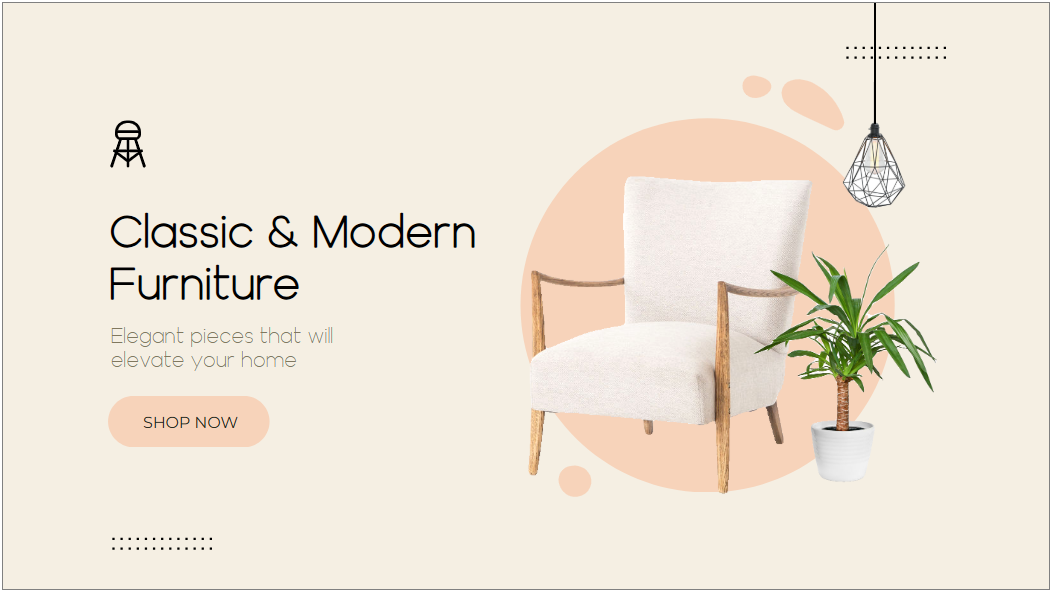 Classic & Modern
Furniture
Elegant pieces that will
elevate your home
SHOP NOW